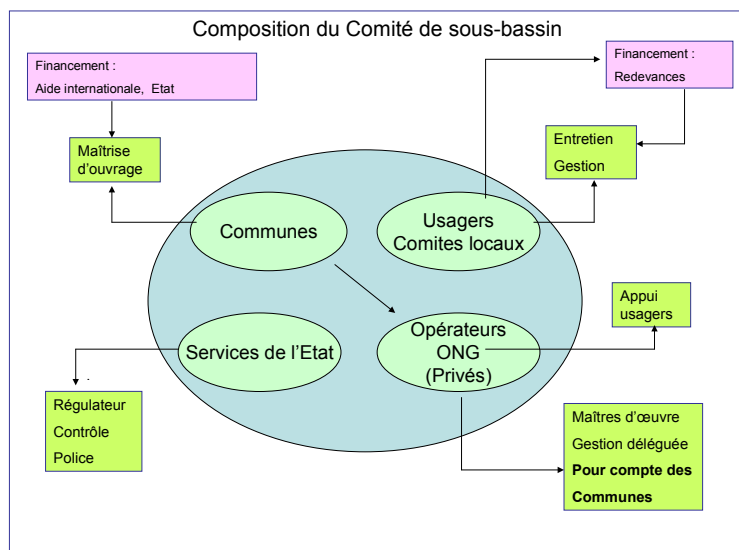 Composition du Comité de sous-bassin
Financement :
Aide internationale, Etat
Financement :
Redevances
Maîtrise
d'ouvrage
Entretien
Gestion
Communes
Usagers
Comites locaux
Appui
usagers
Services de l'Etat
Opérateurs
ONG
(Privés)
Régulateur
Contrôle
Police
Maîtres d'œuvre
Gestion déléguée
Pour compte des
Communes